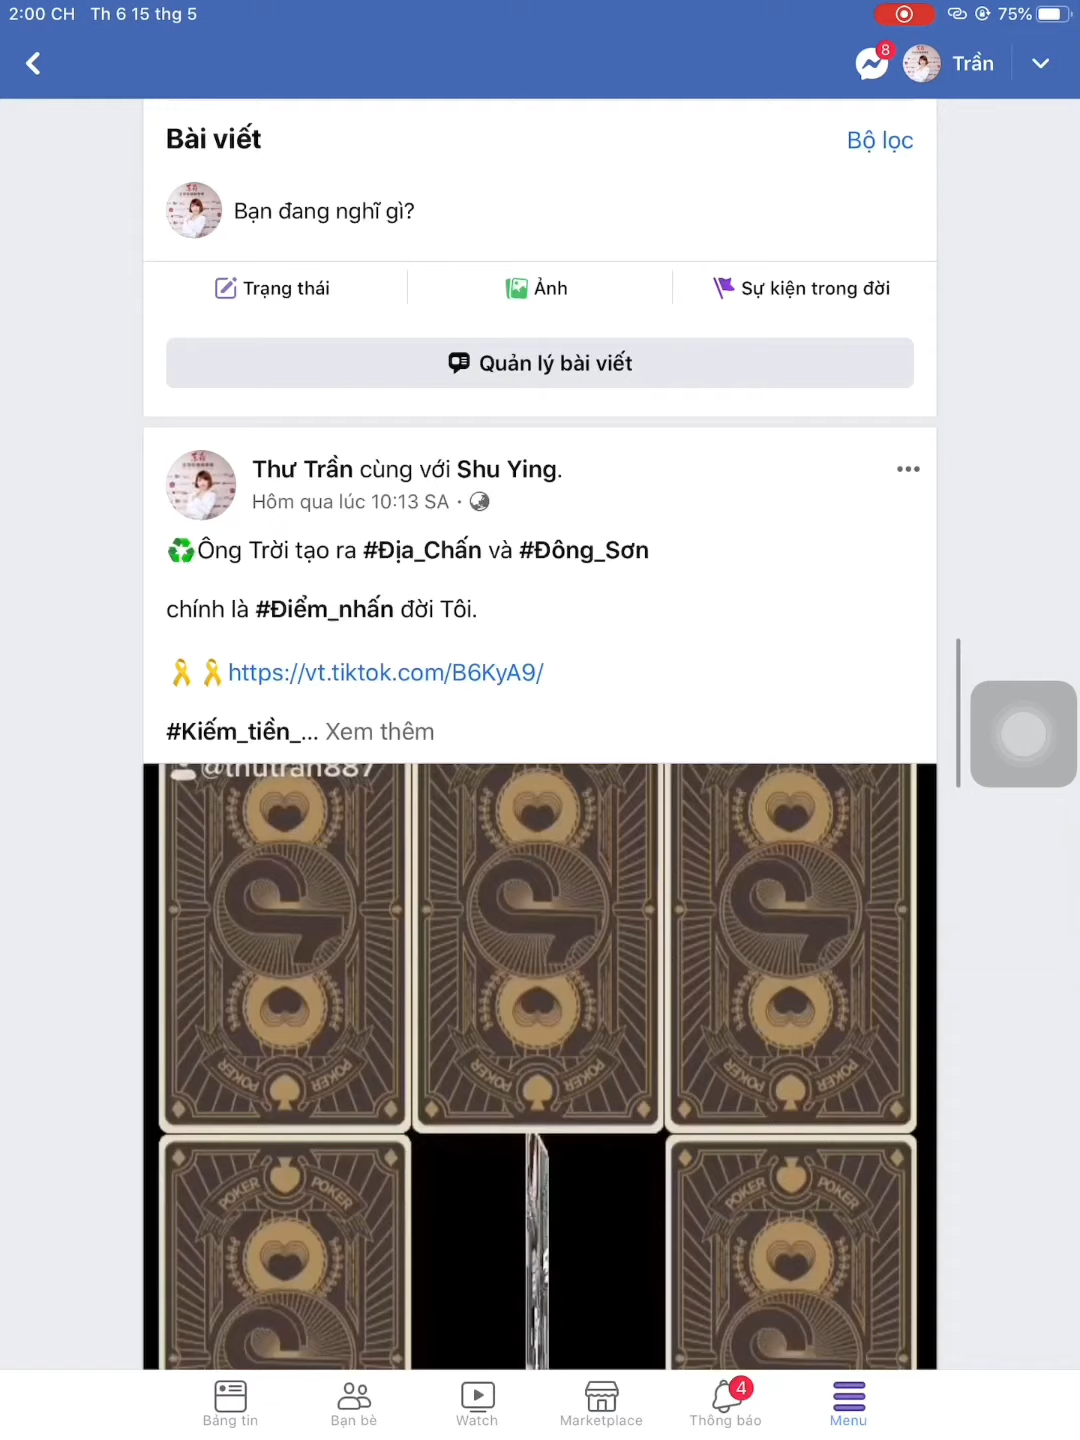 2:00 CH Th 6 15 thg 5
75%
8
Trần
Bài viết
Bộ lọc
Bạn đang nghĩ gì?
Trạng thái
Ảnh
Sự kiện trong đời
Quản lý bài viết
Thư Trần cùng với Shu Ying.
Hôm qua lúc 10:13 SA ·
Ông Trời tạo ra #Địa_Chấn và #Đông_Sơn
chính là #Điểm_nhấn đời Tôi.
https://vt.tiktok.com/B6KyA9/
#Kiếm_tiền_... Xem thêm
@thutran887
POKER POKER
POKER POKER
POKER POKER
POKER POKER
POKER POKER
4
Bảng tin
Bạn bè
Watch
Marketplace
Thông báo
Menu